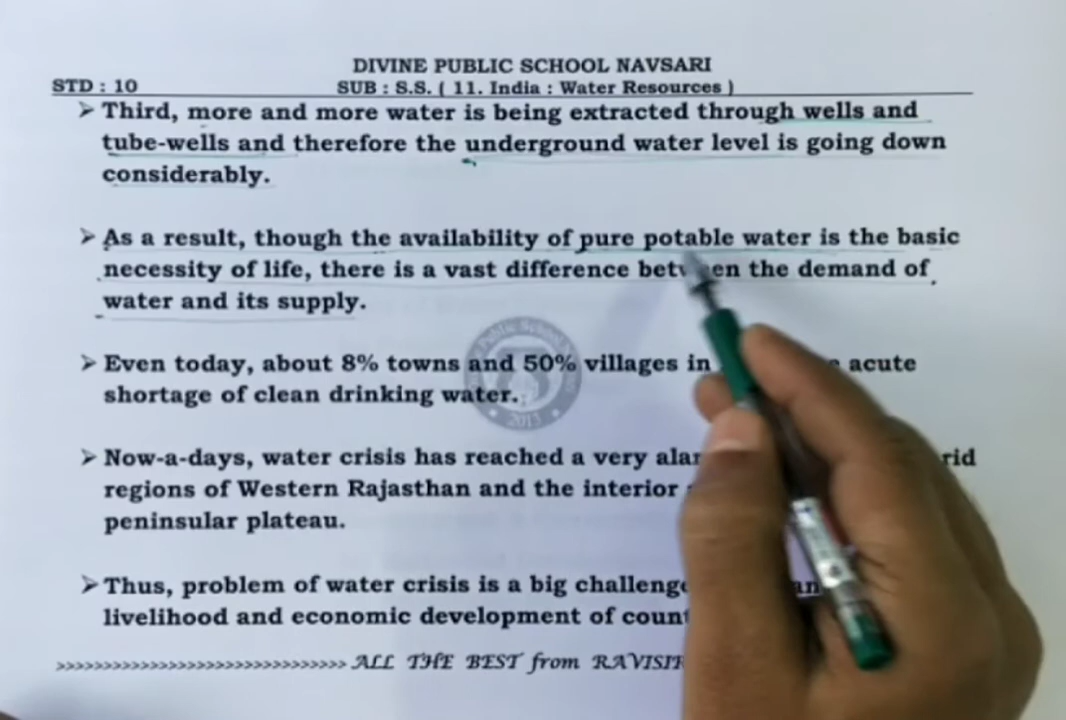 DIVINE PUBLIC SCHOOL NAVSARI
STD : 10 SUB : S.S. ( 11. India : Water Resources )
➤ Third, more and more water is being extracted through wells and
tube-wells and therefore the underground water level is going down
considerably.
➤ As a result, though the availability of pure potable water is the basic
necessity of life, there is a vast difference between the demand of
water and its supply.
➤ Even today, about 8% towns and 50% villages in acute
shortage of clean drinking water.
➤ Now-a-days, water crisis has reached a very
regions of Western Rajasthan and the interior
peninsular plateau.
➤ Thus, problem of water crisis is a big
livelihood and economic development of
>>>>>>>>>>>>>>>>>>>>>>>>>>>>>>> ALL THE BEST from
Public School
2013